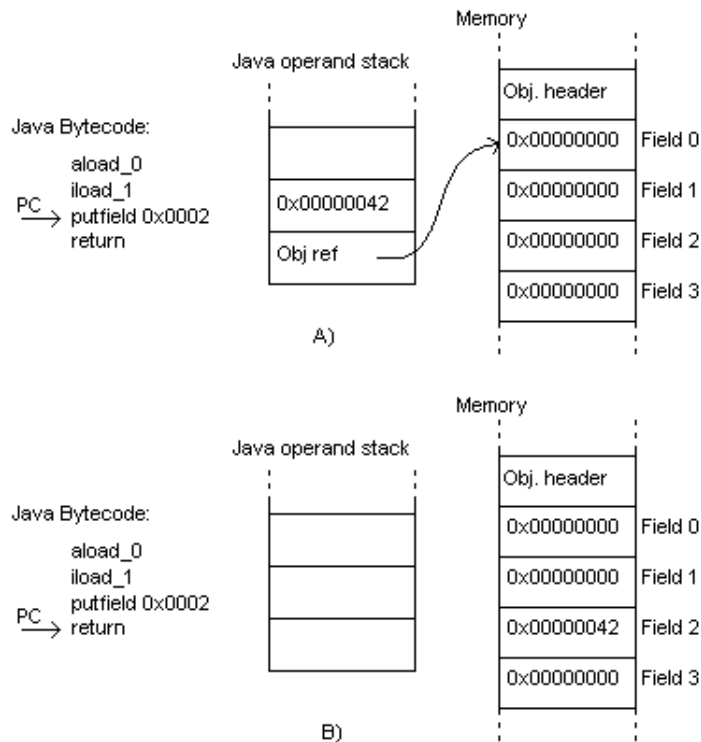 Memory
Java operand stack
Obj. header
Java Bytecode:
0x00000000 Field 0
aload_0
iload_1
0x00000042
0x00000000 Field 1
PC
putfield 0x0002
return
Obj ref
0x00000000 Field 2
0x00000000 Field 3
A)
Memory
Java operand stack
Obj. header
Java Bytecode:
0x00000000 Field 0
aload_0
iload_1
0x00000000 Field 1
putfield 0x0002
PC
return
0x00000042 Field 2
0x00000000 Field 3
B)